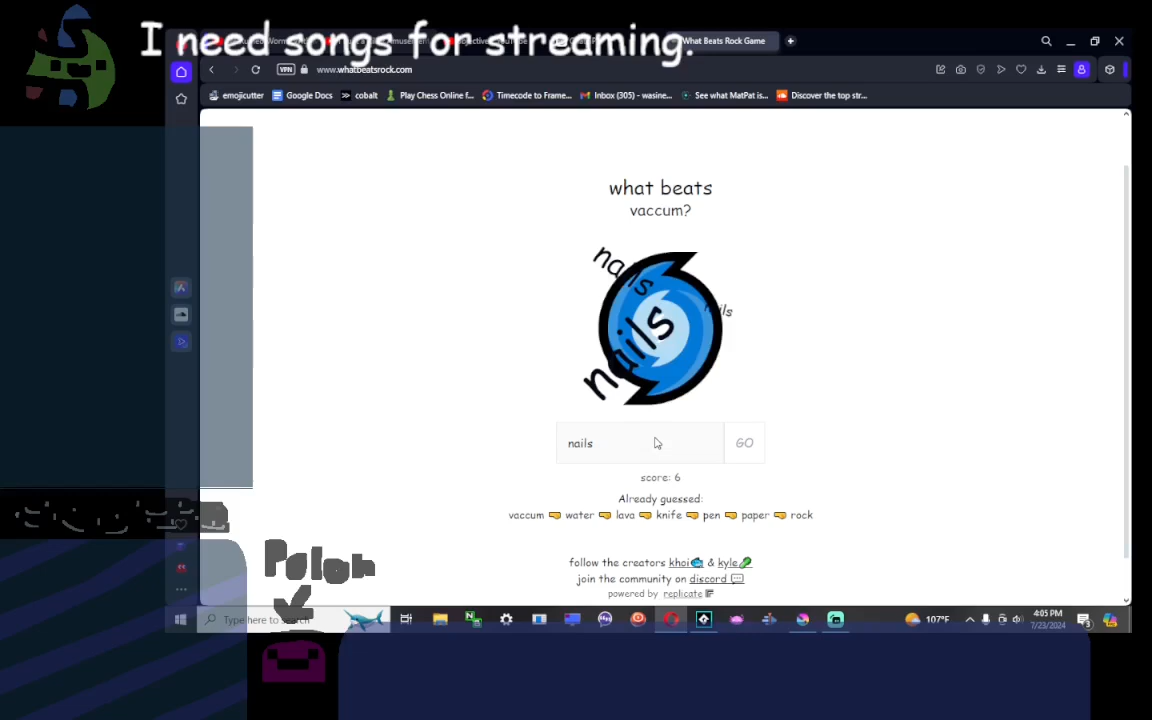 I need songs for streaming.
What Beats Rock Game
VPN www.whatbeatsrock.com
emojicutter Google Docs cobalt Play Chess Online f... Timecode to Frame... Inbox (305) - wasine... See what MatPat is... Discover the top str...
what beats
vaccum?
nails
nails
nails
nails GO
score: 6
Already guessed:
vaccum 🤜 water 🤜 lava 🤜 knife 🤜 pen 🤜 paper 🤜 rock
follow the creators khoi & kyle
join the community on discord
powered by replicate
Type here to search
107°F
4:05 PM
7/23/2024